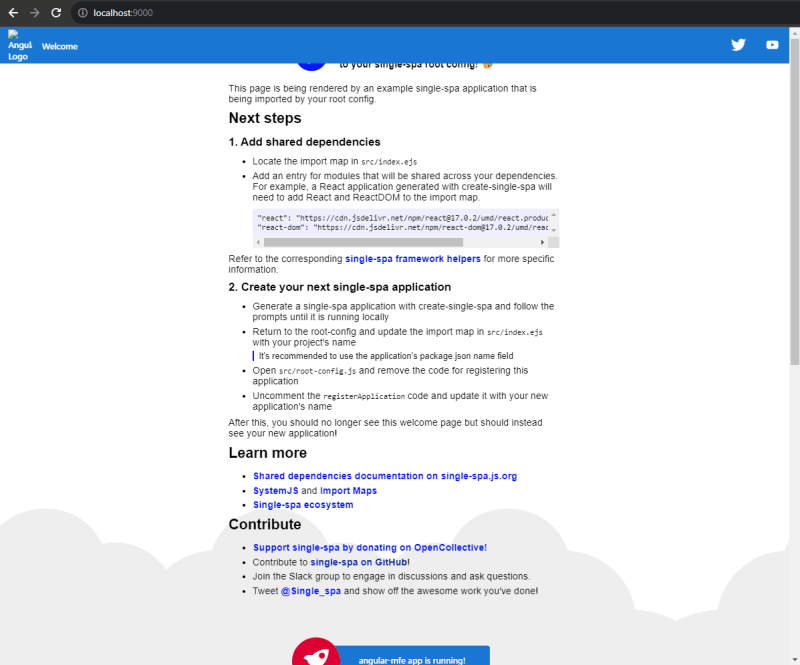 localhost:9000
Angul
Logo
Welcome
to your single-spa root config!
This page is being rendered by an example single-spa application that is
being imported by your root config.
Next steps
1. Add shared dependencies
Locate the import map in src/index.ejs
Add an entry for modules that will be shared across your dependencies.
For example, a React application generated with create-single-spa will
need to add React and ReactDOM to the import map.
"react": "https://cdn.jsdelivr.net/npm/react@17.0.2/umd/react.produc
"react-dom": "https://cdn.jsdelivr.net/npm/react-dom@17.0.2/umd/reac
Refer to the corresponding single-spa framework helpers for more specific
information.
2. Create your next single-spa application
Generate a single-spa application with create-single-spa and follow the
prompts until it is running locally
Return to the root-config and update the import map in src/index.ejs
with your project's name
It's recommended to use the application's package.json name field
Open src/root-config.js and remove the code for registering this
application
Uncomment the registerApplication code and update it with your new
application's name
After this, you should no longer see this welcome page but should instead
see your new application!
Learn more
Shared dependencies documentation on single-spa.js.org
SystemJS and Import Maps
Single-spa ecosystem
Contribute
Support single-spa by donating on OpenCollective!
Contribute to single-spa on GitHub!
Join the Slack group to engage in discussions and ask questions.
Tweet @Single_spa and show off the awesome work you've done!
angular-mfe app is running!